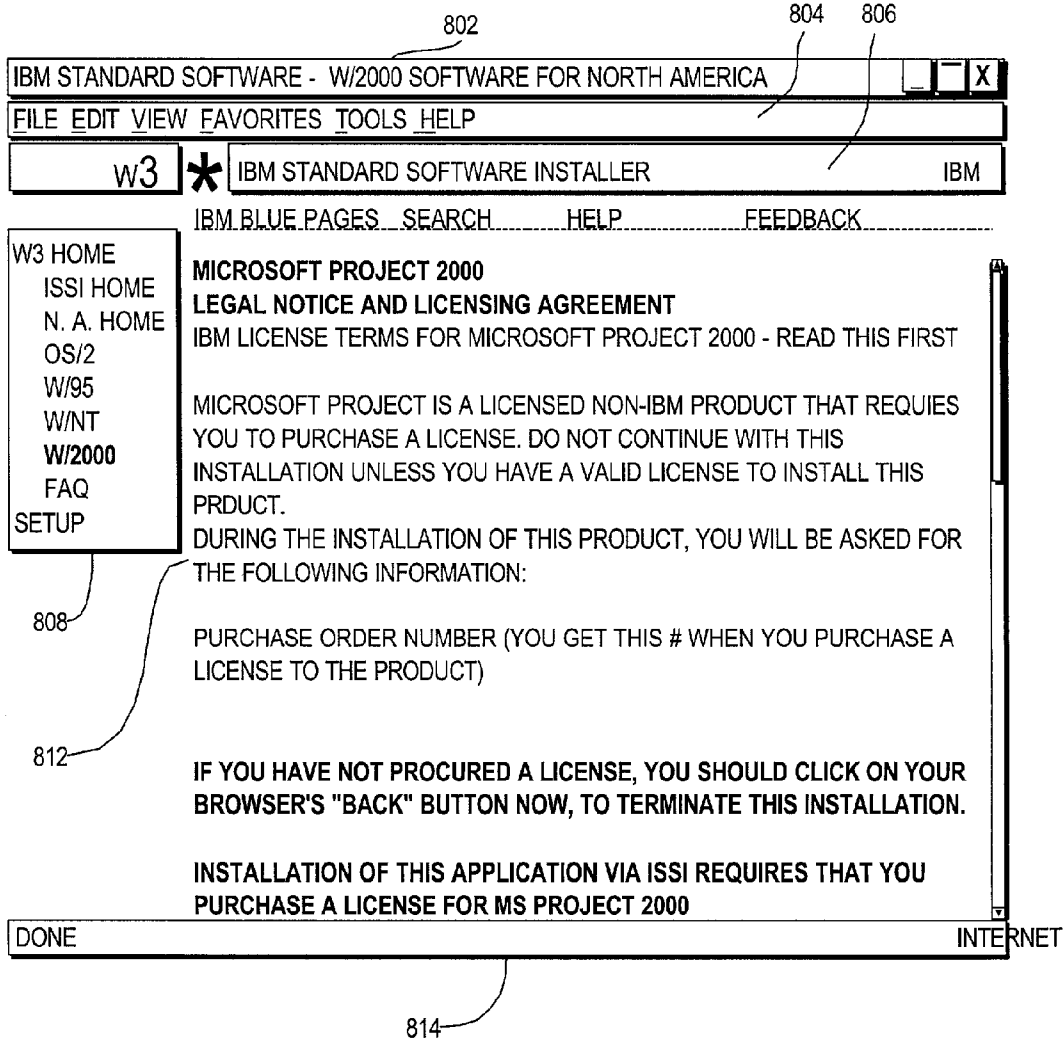 802
804 806
IBM STANDARD SOFTWARE - W/2000 SOFTWARE FOR NORTH AMERICA _ X
FILE EDIT VIEW FAVORITES TOOLS HELP
w3 * IBM STANDARD SOFTWARE INSTALLER IBM
IBM BLUE PAGES SEARCH HELP FEEDBACK
W3 HOME
ISSI HOME
N. A. HOME
OS/2
W/95
W/NT
W/2000
FAQ
SETUP
808
MICROSOFT PROJECT 2000
LEGAL NOTICE AND LICENSING AGREEMENT
IBM LICENSE TERMS FOR MICROSOFT PROJECT 2000 - READ THIS FIRST
MICROSOFT PROJECT IS A LICENSED NON-IBM PRODUCT THAT REQUIES
YOU TO PURCHASE A LICENSE. DO NOT CONTINUE WITH THIS
INSTALLATION UNLESS YOU HAVE A VALID LICENSE TO INSTALL THIS
PRDUCT.
DURING THE INSTALLATION OF THIS PRODUCT, YOU WILL BE ASKED FOR
THE FOLLOWING INFORMATION:
PURCHASE ORDER NUMBER (YOU GET THIS # WHEN YOU PURCHASE A
LICENSE TO THE PRODUCT)
812
IF YOU HAVE NOT PROCURED A LICENSE, YOU SHOULD CLICK ON YOUR
BROWSER'S "BACK" BUTTON NOW, TO TERMINATE THIS INSTALLATION.
INSTALLATION OF THIS APPLICATION VIA ISSI REQUIRES THAT YOU
PURCHASE A LICENSE FOR MS PROJECT 2000
DONE INTERNET
814